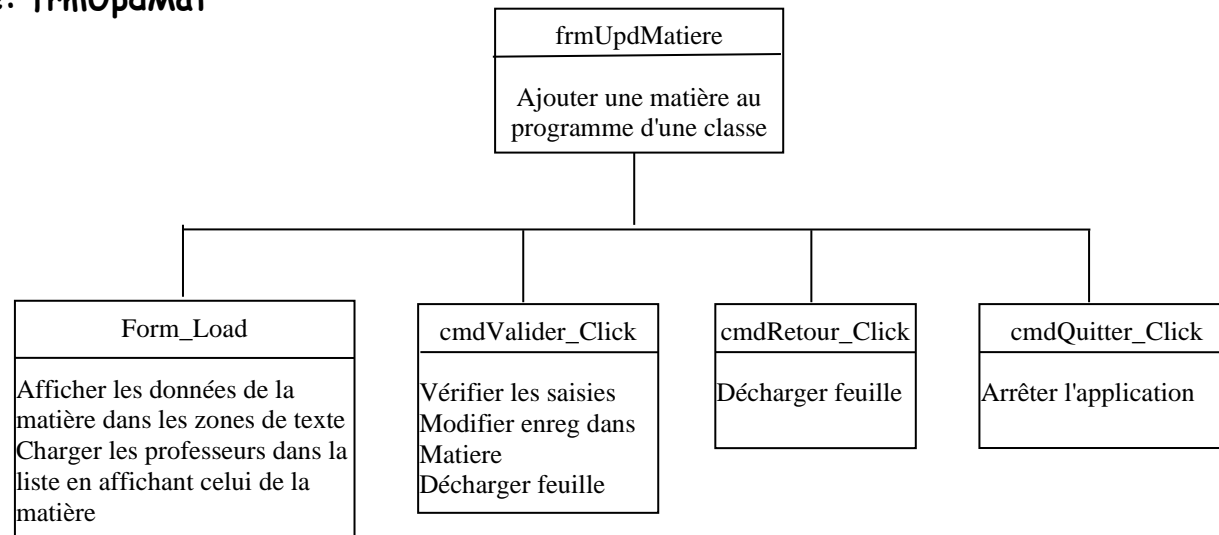 frmUpdMat
frmUpdMatiere
Ajouter une matière au
programme d'une classe
Form_Load
Afficher les données de la
matière dans les zones de texte
Charger les professeurs dans la
liste en affichant celui de la
matière
cmdValider_Click
Vérifier les saisies
Modifier enreg dans
Matiere
Décharger feuille
cmdRetour_Click
Décharger feuille
cmdQuitter_Click
Arrêter l'application